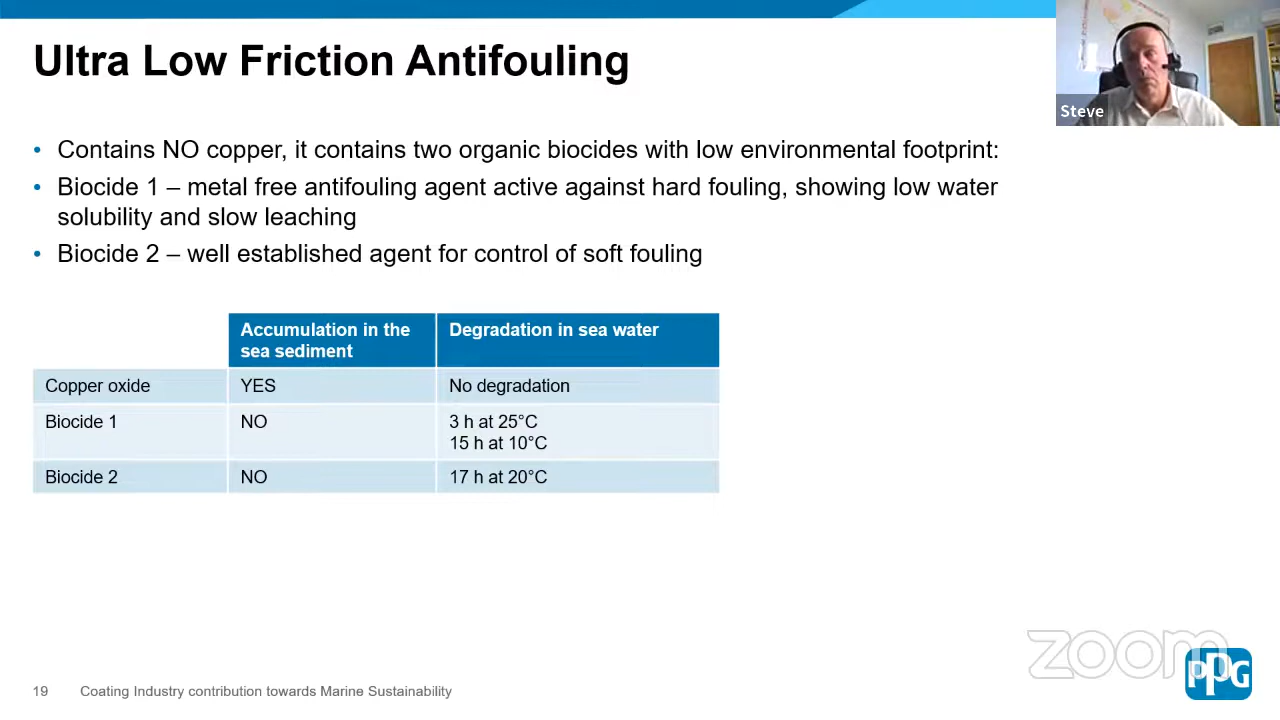 Ultra Low Friction Antifouling
Steve
• Contains NO copper, it contains two organic biocides with low environmental footprint:
• Biocide 1 – metal free antifouling agent active against hard fouling, showing low water
solubility and slow leaching
• Biocide 2 – well established agent for control of soft fouling
Accumulation in the
sea sediment
Degradation in sea water
Copper oxide
YES
No degradation
Biocide 1
NO
3 h at 25°C
15 h at 10°C
Biocide 2
NO
17 h at 20°C
zoom
PPG
19
Coating Industry contribution towards Marine Sustainability